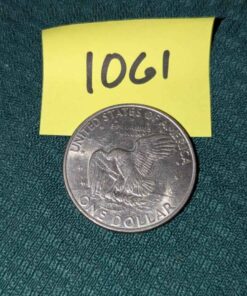 1061
UNITED STATES OF AMERICA
ONE DOLLAR